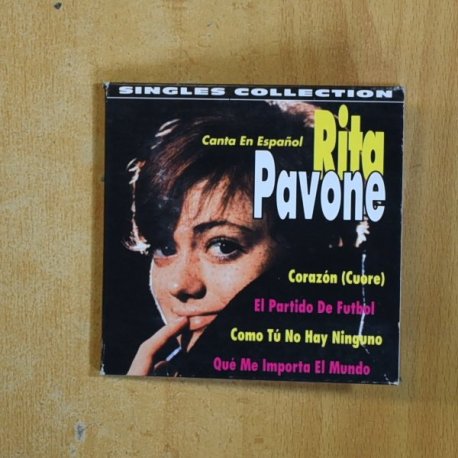 SINGLES COLLECTION
Canta En Español
Rita
Pavone
Corazón (Cuore)
El Partido De Futbol
Como Tú No Hay Ninguno
Qué Me Importa El Mundo